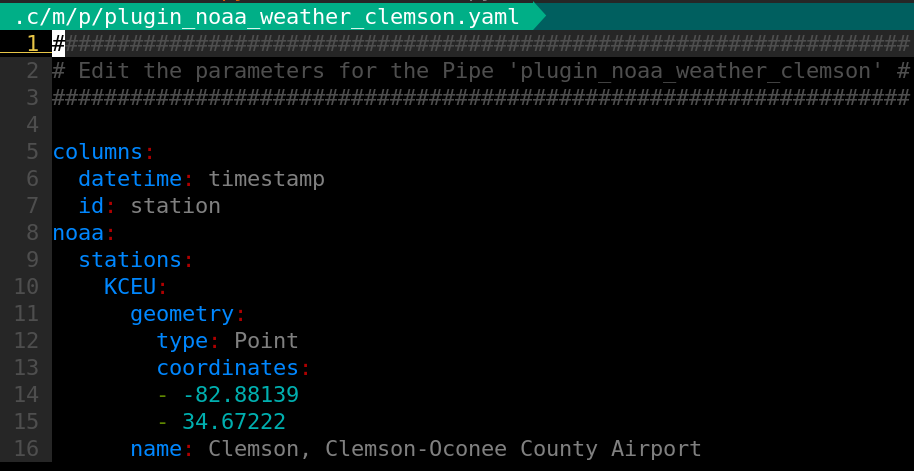 .c/m/p/plugin_noaa_weather_clemson.yaml
1 ##################################################################
2 # Edit the parameters for the Pipe 'plugin_noaa_weather_clemson' #
3 ##################################################################
4
5 columns:
6   datetime: timestamp
7   id: station
8 noaa:
9   stations:
10     KCEU:
11       geometry:
12         type: Point
13         coordinates:
14         - -82.88139
15         - 34.67222
16       name: Clemson, Clemson-Oconee County Airport